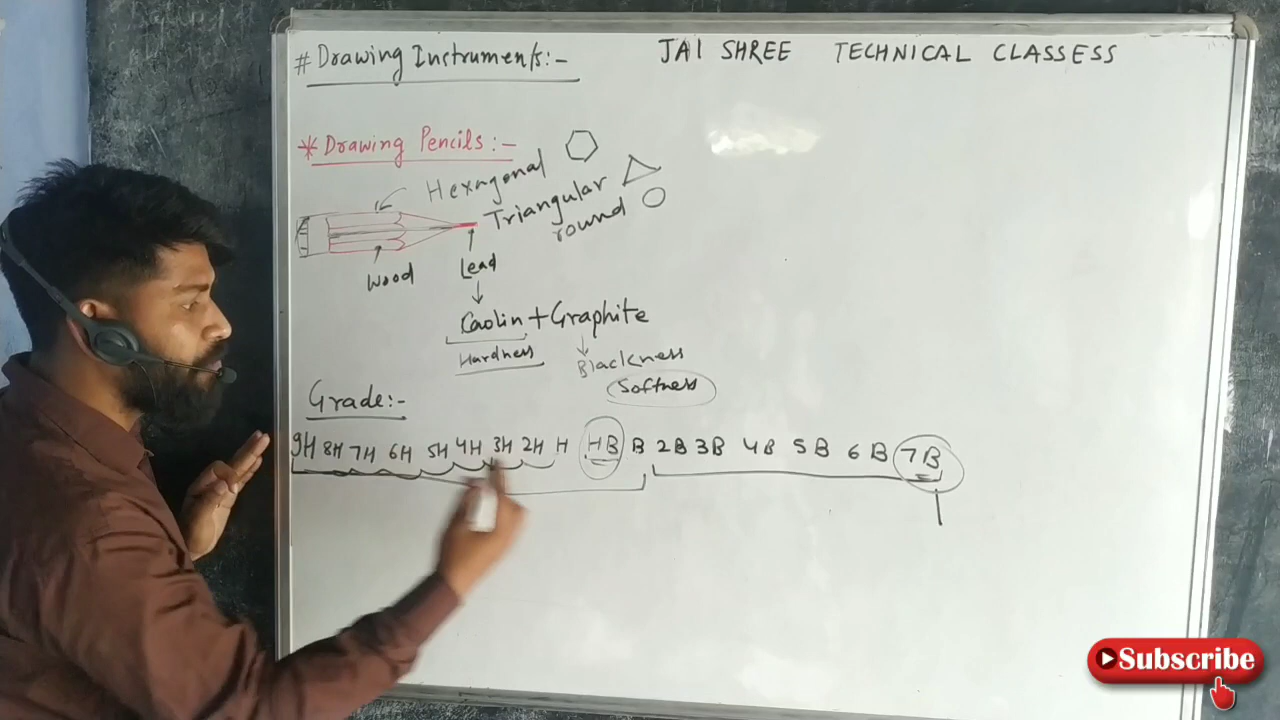 # Drawing Instruments:-
JAI SHREE TECHNICAL CLASSESS
* Drawing Pencils :-
Hexagonal
Triangular
round
Wood
Lead
Caolin + Graphite
Hardness
Blackness
Softness
Grade:-
9H 8H 7H 6H 5H 4H 3H 2H H HB B 2B 3B 4B 5B 6B 7B
Subscribe